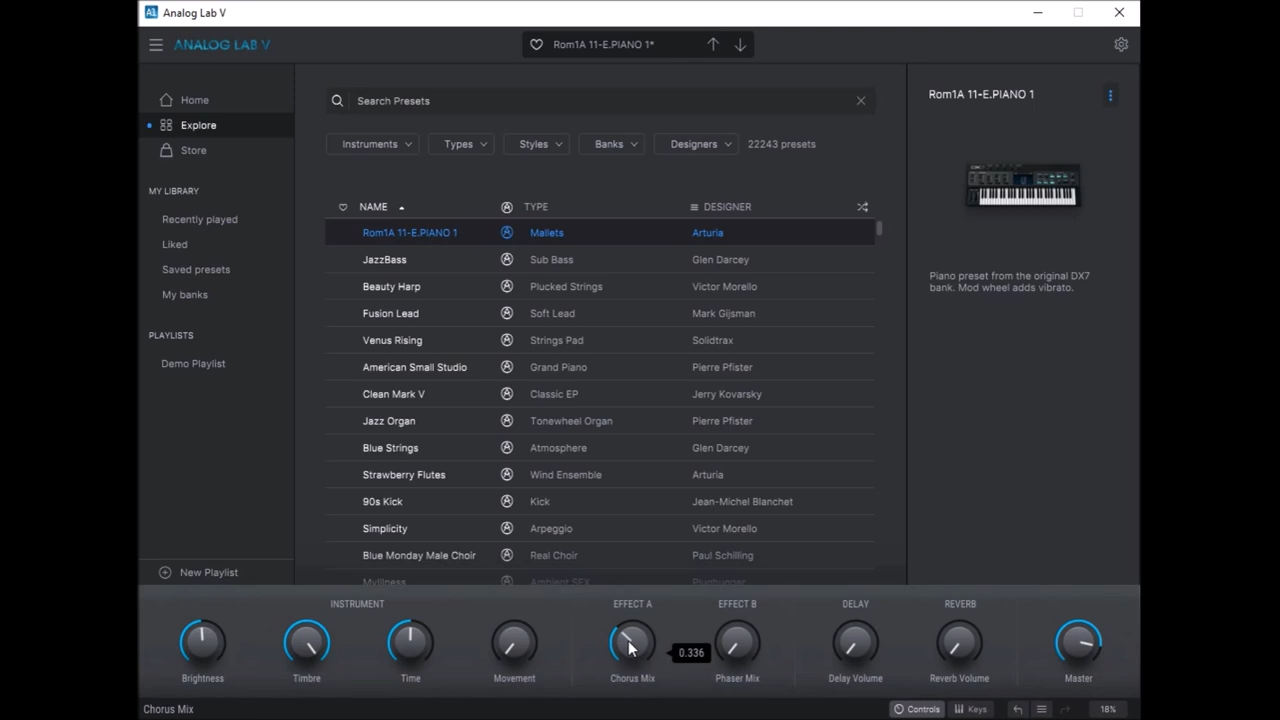 Analog Lab V
ANALOG LAB V
Rom1A 11-E.PIANO 1*
Home
Explore
Store
MY LIBRARY
Recently played
Liked
Saved presets
My banks
PLAYLISTS
Demo Playlist
New Playlist
Search Presets
Instruments Types Styles Banks Designers 22243 presets
NAME TYPE DESIGNER
Rom1A 11-E.PIANO 1 Mallets Arturia
JazzBass Sub Bass Glen Darcey
Beauty Harp Plucked Strings Victor Morello
Fusion Lead Soft Lead Mark Gijsman
Venus Rising Strings Pad Solidtrax
American Small Studio Grand Piano Pierre Pfister
Clean Mark V Classic EP Jerry Kovarsky
Jazz Organ Tonewheel Organ Pierre Pfister
Blue Strings Atmosphere Glen Darcey
Strawberry Flutes Wind Ensemble Arturia
90s Kick Kick Jean-Michel Blanchet
Simplicity Arpeggio Victor Morello
Blue Monday Male Choir Real Choir Paul Schilling
Ambient SFX Plughugger
Rom1A 11-E.PIANO 1
Piano preset from the original DX7
bank. Mod wheel adds vibrato.
INSTRUMENT EFFECT A EFFECT B DELAY REVERB
0.336
Brightness Timbre Time Movement Chorus Mix Phaser Mix Delay Volume Reverb Volume Master
Chorus Mix Controls Keys 18%